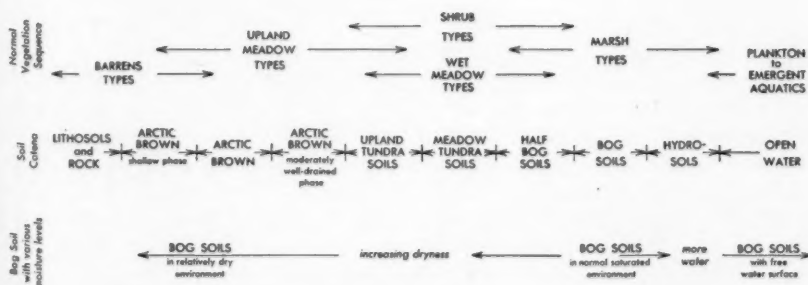 Normal
Vegetation
Sequence
SHRUB
TYPES
UPLAND
MEADOW
TYPES
MARSH
TYPES
BARRENS
TYPES
WET
MEADOW
TYPES
PLANKTON
to
EMERGENT
AQUATICS
Soil
Catena
LITHOSOLS
and
ROCK
ARCTIC
BROWN
shallow phase
ARCTIC
BROWN
ARCTIC
BROWN
moderately
well-drained
phase
UPLAND
TUNDRA
SOILS
MEADOW
TUNDRA
SOILS
HALF
BOG
SOILS
BOG
SOILS
HYDRO-
SOLS
OPEN
WATER
Bog Soil
with various
moisture levels
BOG SOILS
in relatively dry
environment
increasing dryness
BOG SOILS
in normal saturated
environment
more
water
BOG SOILS
with free
water surface